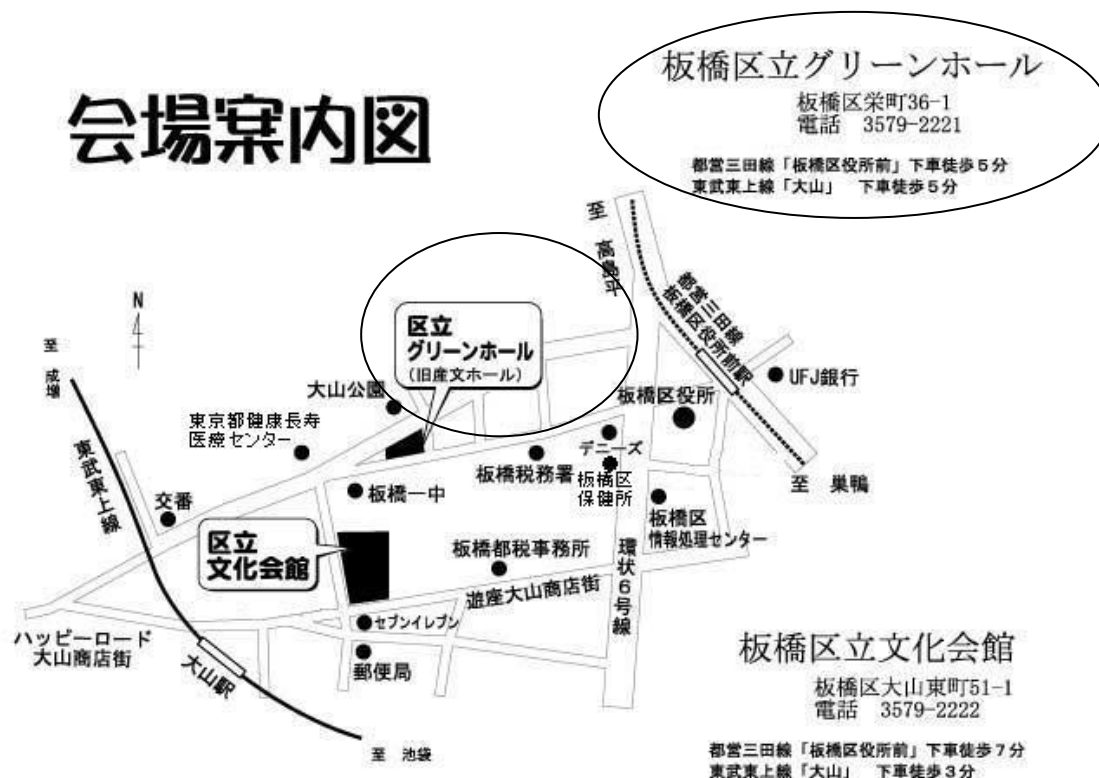 会場案内図
板橋区立グリーンホール
板橋区栄町36-1
電話 3579-2221
都営三田線「板橋区役所前」下車徒歩5分
東武東上線「大山」 下車徒歩5分
至 高島平
都営三田線
板橋区役所前駅
N
区立
グリーンホール
(旧産文ホール)
至 成増
大山公園
UFJ銀行
板橋区役所
東京都健康長寿
医療センター
デニーズ
東武東上線
板橋税務署
板橋区
保健所
至 巣鴨
交番
板橋一中
板橋区
情報処理センター
区立
文化会館
板橋都税事務所
環状6号線
遊座大山商店街
セブンイレブン
ハッピーロード
大山商店街
大山駅
郵便局
至 池袋
板橋区立文化会館
板橋区大山東町51-1
電話 3579-2222
都営三田線「板橋区役所前」下車徒歩7分
東武東上線「大山」 下車徒歩3分